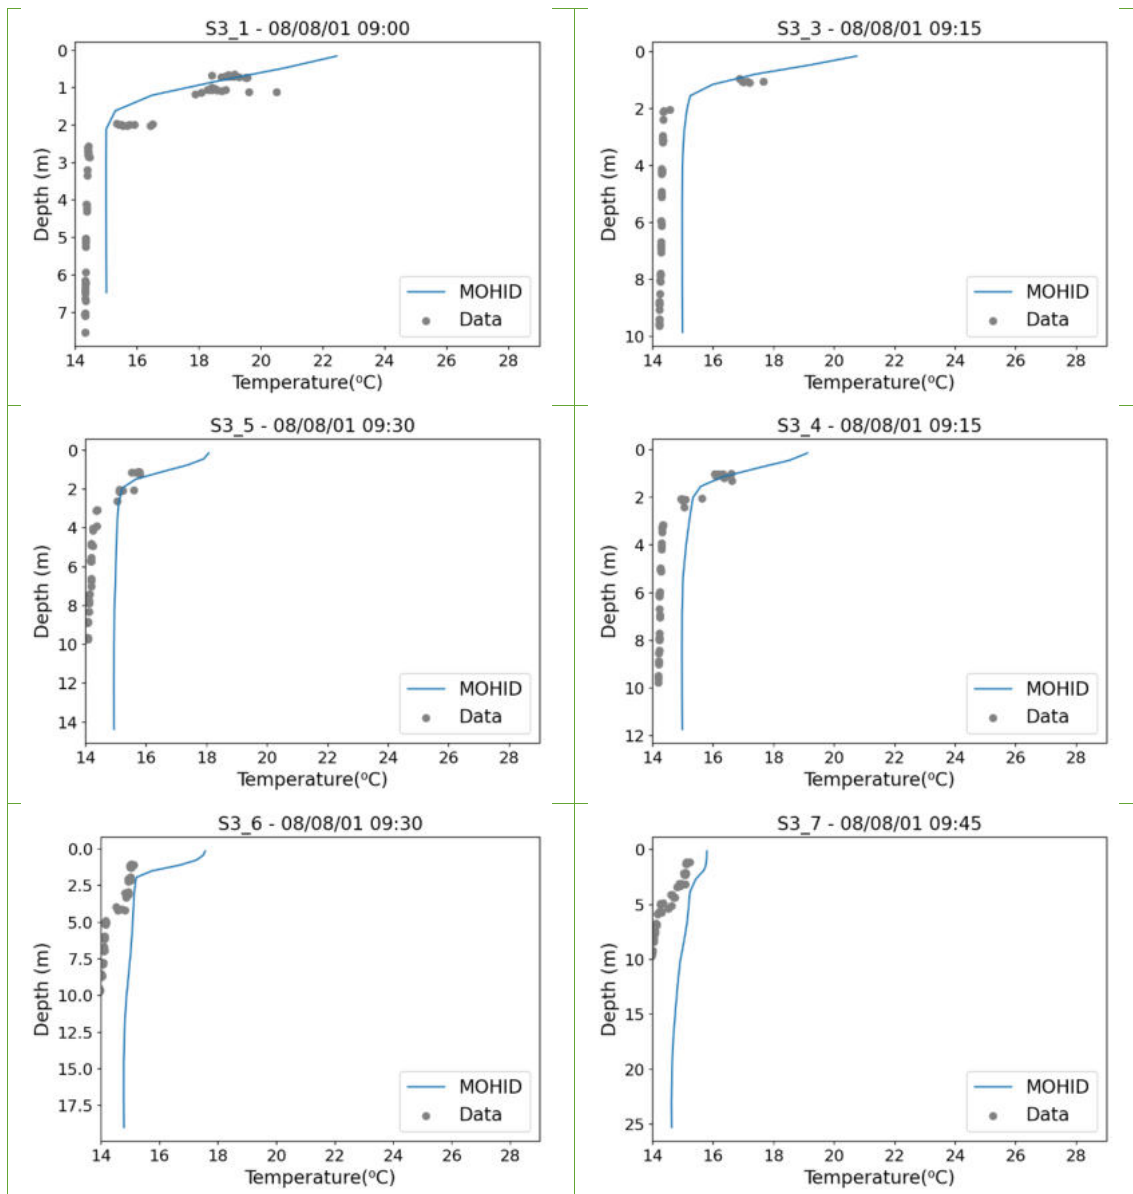 S3_1 - 08/08/01 09:00
0
1
2
3
4
5
6
7
Depth (m)
MOHID
Data
14 16 18 20 22 24 26 28
Temperature(ºC)
S3_3 - 08/08/01 09:15
0
2
4
6
8
10
Depth (m)
MOHID
Data
14 16 18 20 22 24 26 28
Temperature(ºC)
S3_5 - 08/08/01 09:30
0
2
4
6
8
10
12
14
Depth (m)
MOHID
Data
14 16 18 20 22 24 26 28
Temperature(ºC)
S3_4 - 08/08/01 09:15
0
2
4
6
8
10
12
Depth (m)
MOHID
Data
14 16 18 20 22 24 26 28
Temperature(ºC)
S3_6 - 08/08/01 09:30
0.0
2.5
5.0
7.5
10.0
12.5
15.0
17.5
Depth (m)
MOHID
Data
14 16 18 20 22 24 26 28
Temperature(ºC)
S3_7 - 08/08/01 09:45
0
5
10
15
20
25
Depth (m)
MOHID
Data
14 16 18 20 22 24 26 28
Temperature(ºC)